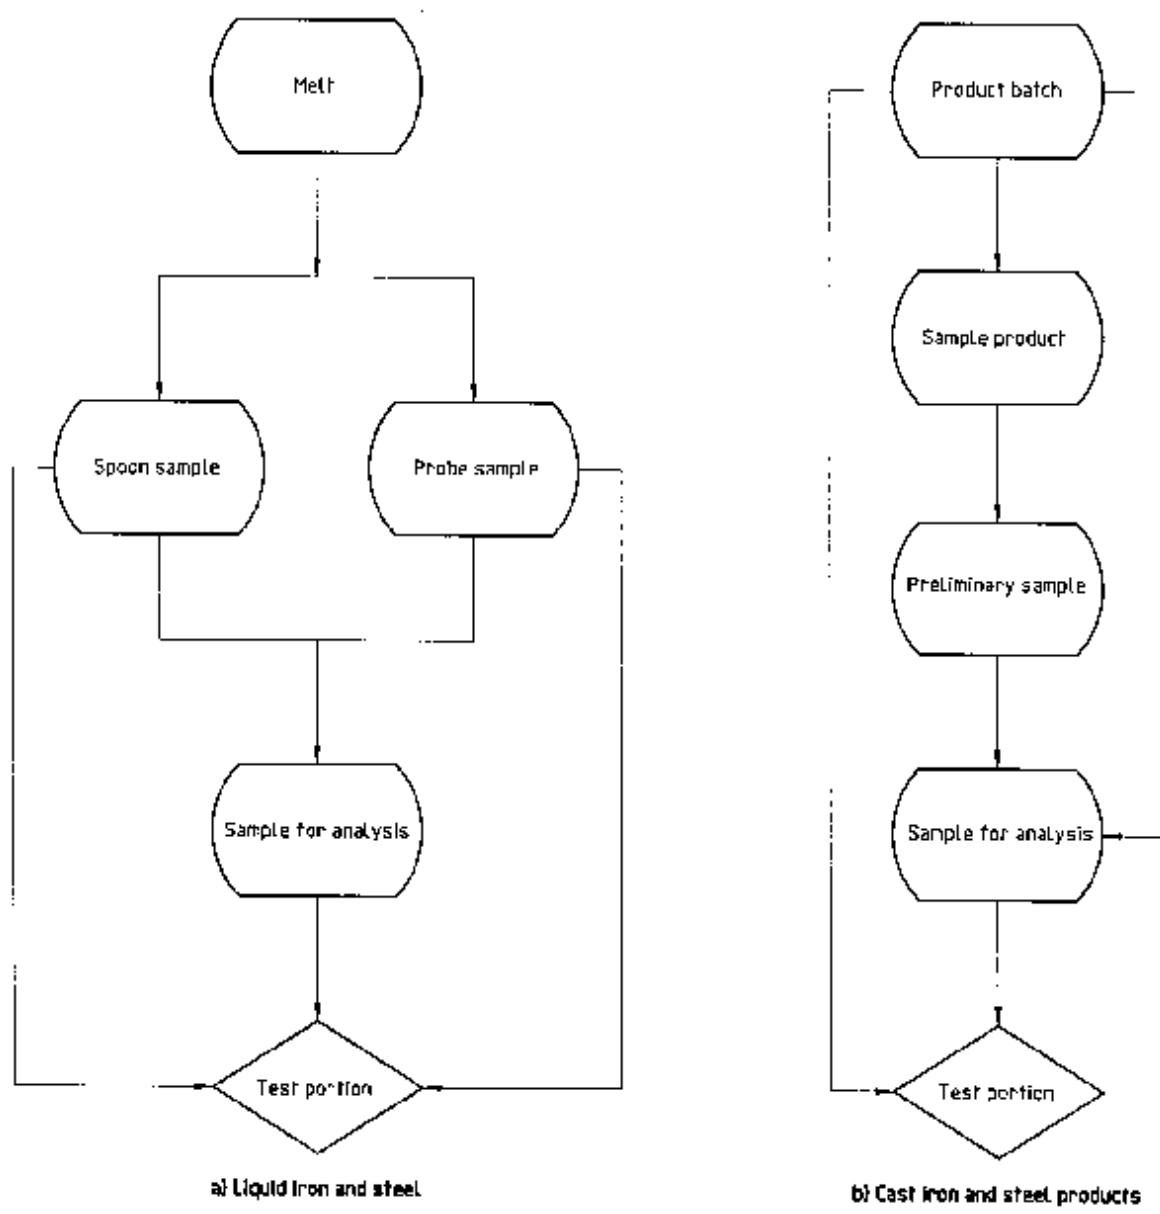 Melt
Spoon sample
Probe sample
Sample for analysis
Test portion
a) Liquid iron and steel
Product batch
Sample product
Preliminary sample
Sample for analysis
Test portion
b) Cast iron and steel products